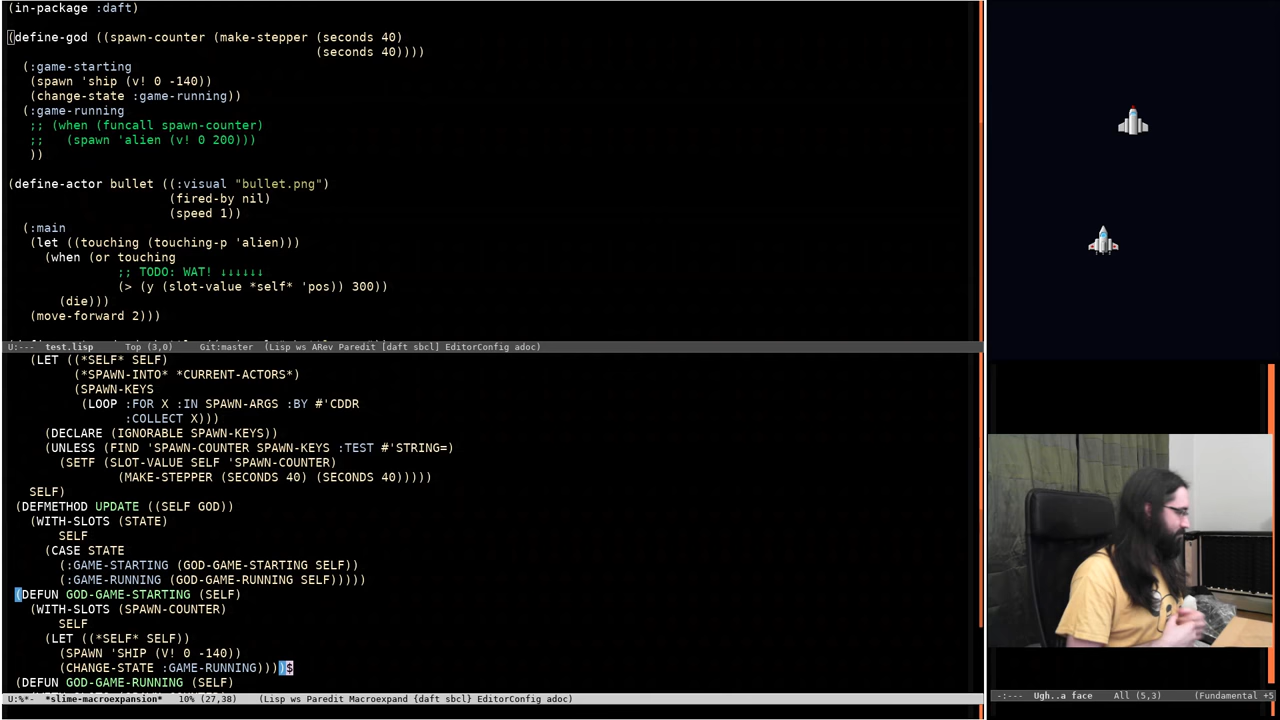 (in-package :daft)
(define-god ((spawn-counter (make-stepper (seconds 40)
(seconds 40))))
(:game-starting
(spawn 'ship (v! 0 -140))
(change-state :game-running))
(:game-running
;; (when (funcall spawn-counter)
;;   (spawn 'alien (v! 0 200)))
))
(define-actor bullet ((:visual "bullet.png")
(fired-by nil)
(speed 1))
(:main
(let ((touching (touching-p 'alien)))
(when (or touching
;; TODO: WAT! ↓↓↓↓↓↓
(> (y (slot-value *self* 'pos)) 300))
(die)))
(move-forward 2)))
U:--- test.lisp Top (3,0) Git:master (Lisp ws ARev Paredit [daft sbcl] EditorConfig adoc)
(LET ((*SELF* SELF)
(*SPAWN-INTO* *CURRENT-ACTORS*)
(SPAWN-KEYS
(LOOP :FOR X :IN SPAWN-ARGS :BY #'CDDR
:COLLECT X)))
(DECLARE (IGNORABLE SPAWN-KEYS))
(UNLESS (FIND 'SPAWN-COUNTER SPAWN-KEYS :TEST #'STRING=)
(SETF (SLOT-VALUE SELF 'SPAWN-COUNTER)
(MAKE-STEPPER (SECONDS 40) (SECONDS 40)))))
SELF)
(DEFMETHOD UPDATE ((SELF GOD))
(WITH-SLOTS (STATE)
SELF
(CASE STATE
(:GAME-STARTING (GOD-GAME-STARTING SELF))
(:GAME-RUNNING (GOD-GAME-RUNNING SELF)))))
(DEFUN GOD-GAME-STARTING (SELF)
(WITH-SLOTS (SPAWN-COUNTER)
SELF
(LET ((*SELF* SELF))
(SPAWN 'SHIP (V! 0 -140))
(CHANGE-STATE :GAME-RUNNING))))$
(DEFUN GOD-GAME-RUNNING (SELF)
U:%*- *slime-macroexpansion* 10% (27,38) (Lisp ws Paredit Macroexpand {daft sbcl} EditorConfig adoc)
-:--- Ugh..a face All (5,3) (Fundamental +5